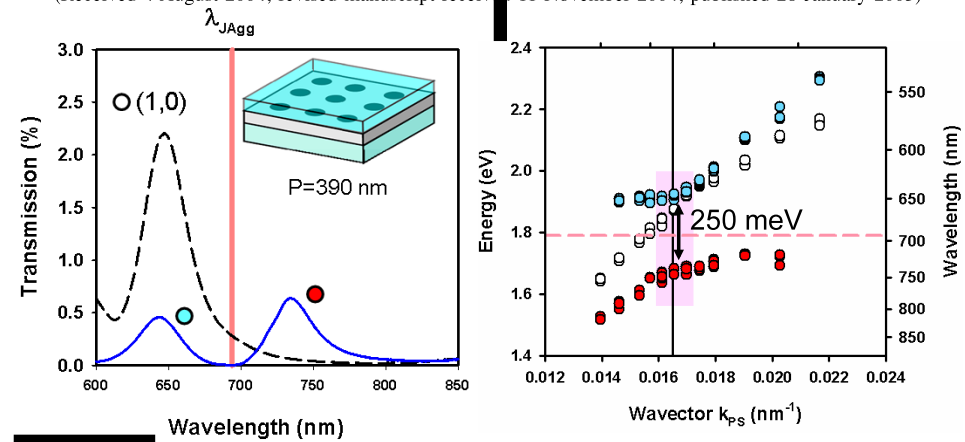 λJAgg
3.0
2.5
2.0
1.5
1.0
0.5
0.0
Transmission (%)
(1,0)
P=390 nm
600 650 700 750 800 850
Wavelength (nm)
2.4
2.2
2.0
1.8
1.6
1.4
Energy (eV)
250 meV
550
600
650
700
750
800
850
Wavelength (nm)
0.012 0.014 0.016 0.018 0.020 0.022 0.024
Wavector kPS (nm-1)